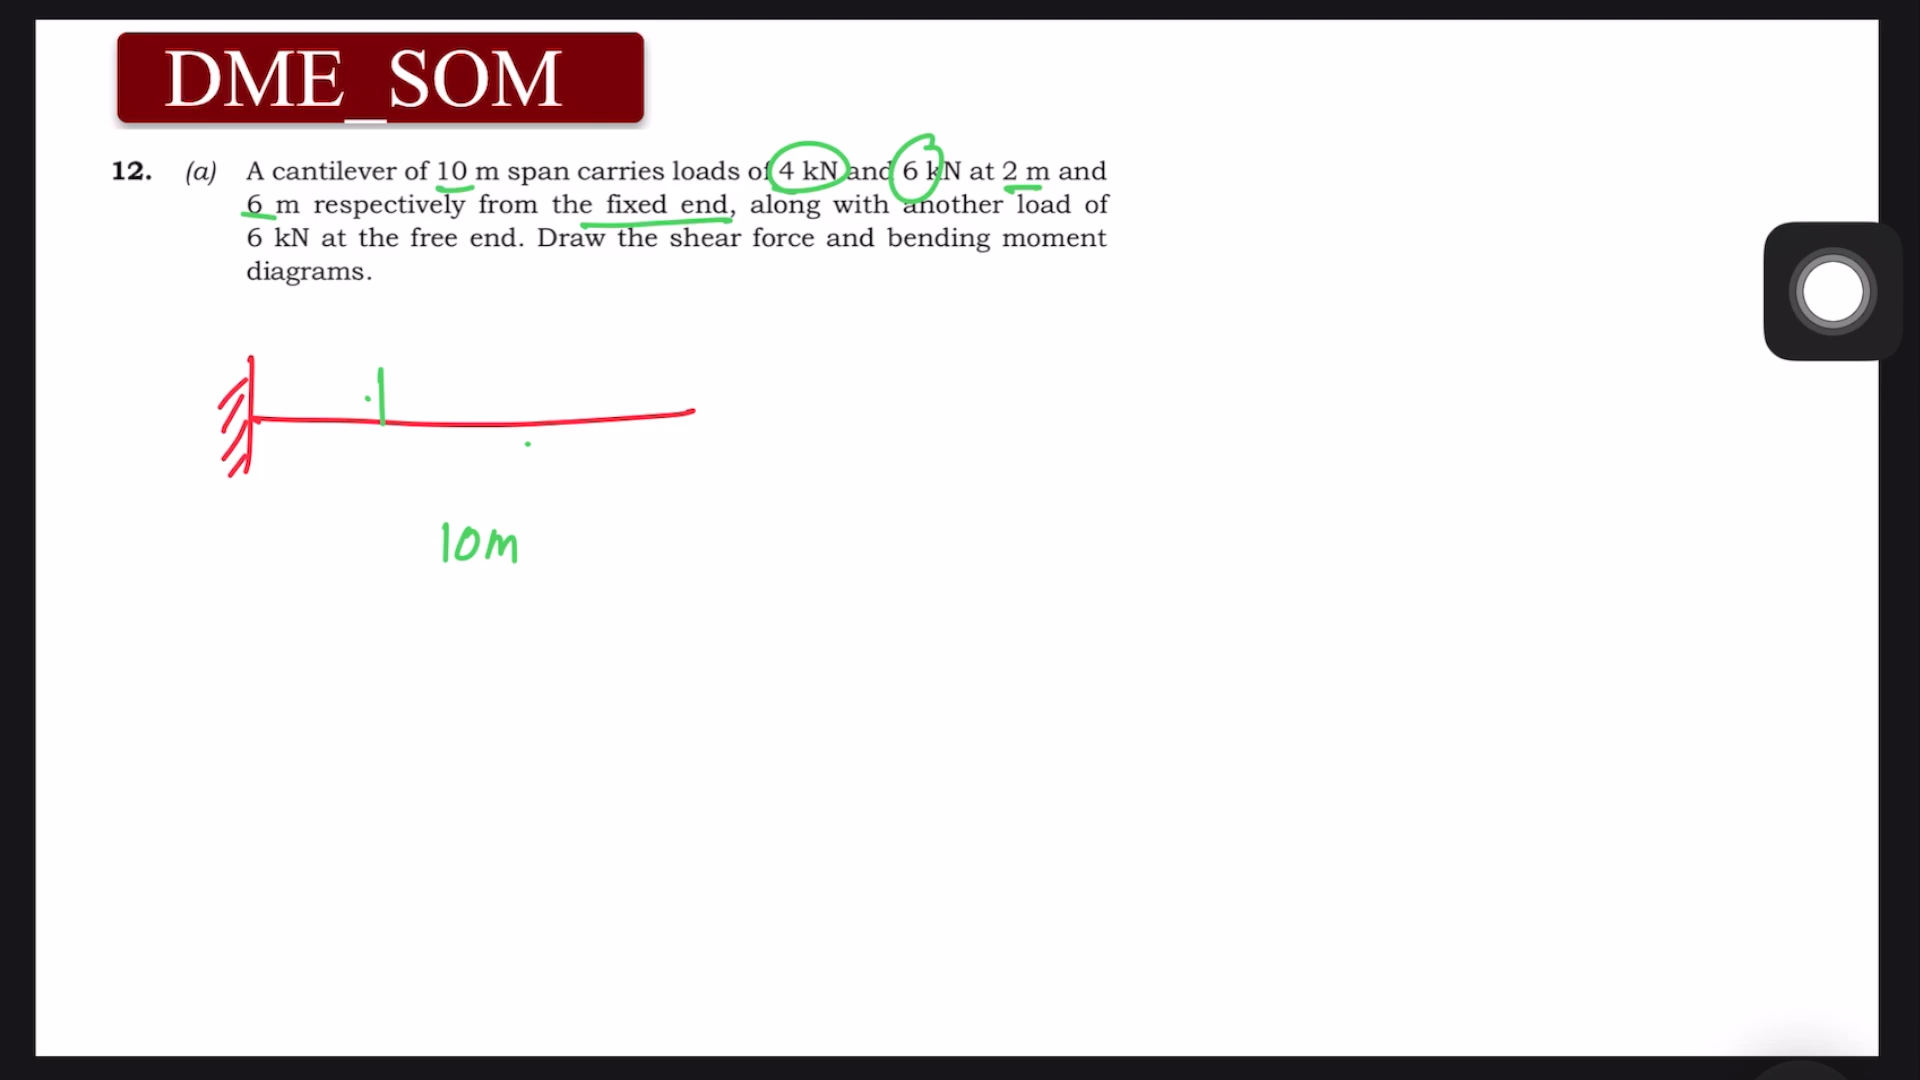 DME_SOM
12. (a) A cantilever of 10 m span carries loads of 4 kN and 6 kN at 2 m and
6 m respectively from the fixed end, along with another load of
6 kN at the free end. Draw the shear force and bending moment
diagrams.
10m